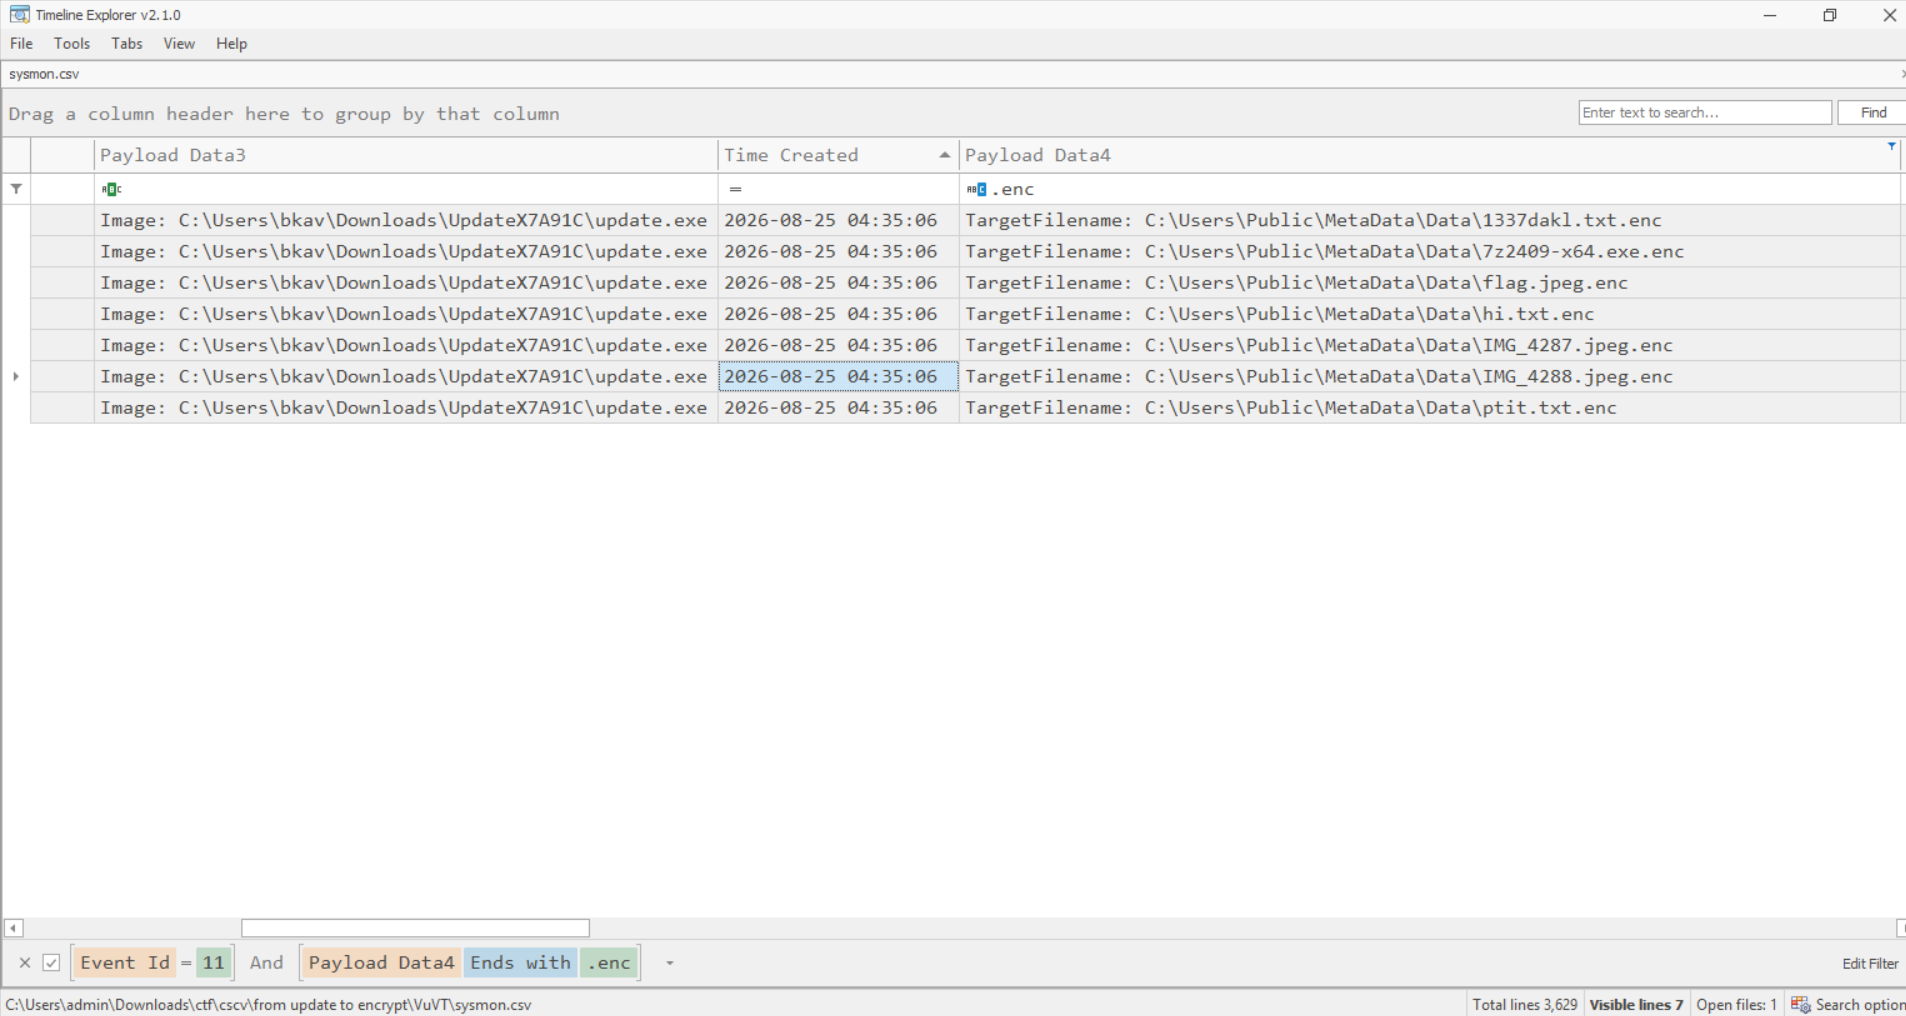 Timeline Explorer v2.1.0
File Tools Tabs View Help
sysmon.csv
Drag a column header here to group by that column
Enter text to search... Find
Payload Data3 Time Created Payload Data4
= .enc
Image: C:\Users\bkav\Downloads\UpdateX7A91C\update.exe 2026-08-25 04:35:06 TargetFilename: C:\Users\Public\MetaData\Data\1337dakl.txt.enc
Image: C:\Users\bkav\Downloads\UpdateX7A91C\update.exe 2026-08-25 04:35:06 TargetFilename: C:\Users\Public\MetaData\Data\7z2409-x64.exe.enc
Image: C:\Users\bkav\Downloads\UpdateX7A91C\update.exe 2026-08-25 04:35:06 TargetFilename: C:\Users\Public\MetaData\Data\flag.jpeg.enc
Image: C:\Users\bkav\Downloads\UpdateX7A91C\update.exe 2026-08-25 04:35:06 TargetFilename: C:\Users\Public\MetaData\Data\hi.txt.enc
Image: C:\Users\bkav\Downloads\UpdateX7A91C\update.exe 2026-08-25 04:35:06 TargetFilename: C:\Users\Public\MetaData\Data\IMG_4287.jpeg.enc
Image: C:\Users\bkav\Downloads\UpdateX7A91C\update.exe 2026-08-25 04:35:06 TargetFilename: C:\Users\Public\MetaData\Data\IMG_4288.jpeg.enc
Image: C:\Users\bkav\Downloads\UpdateX7A91C\update.exe 2026-08-25 04:35:06 TargetFilename: C:\Users\Public\MetaData\Data\ptit.txt.enc
Event Id = 11 And Payload Data4 Ends with .enc Edit Filter
C:\Users\admin\Downloads\ctf\cscv\from update to encrypt\VuVT\sysmon.csv Total lines 3,629 Visible lines 7 Open files: 1 Search option